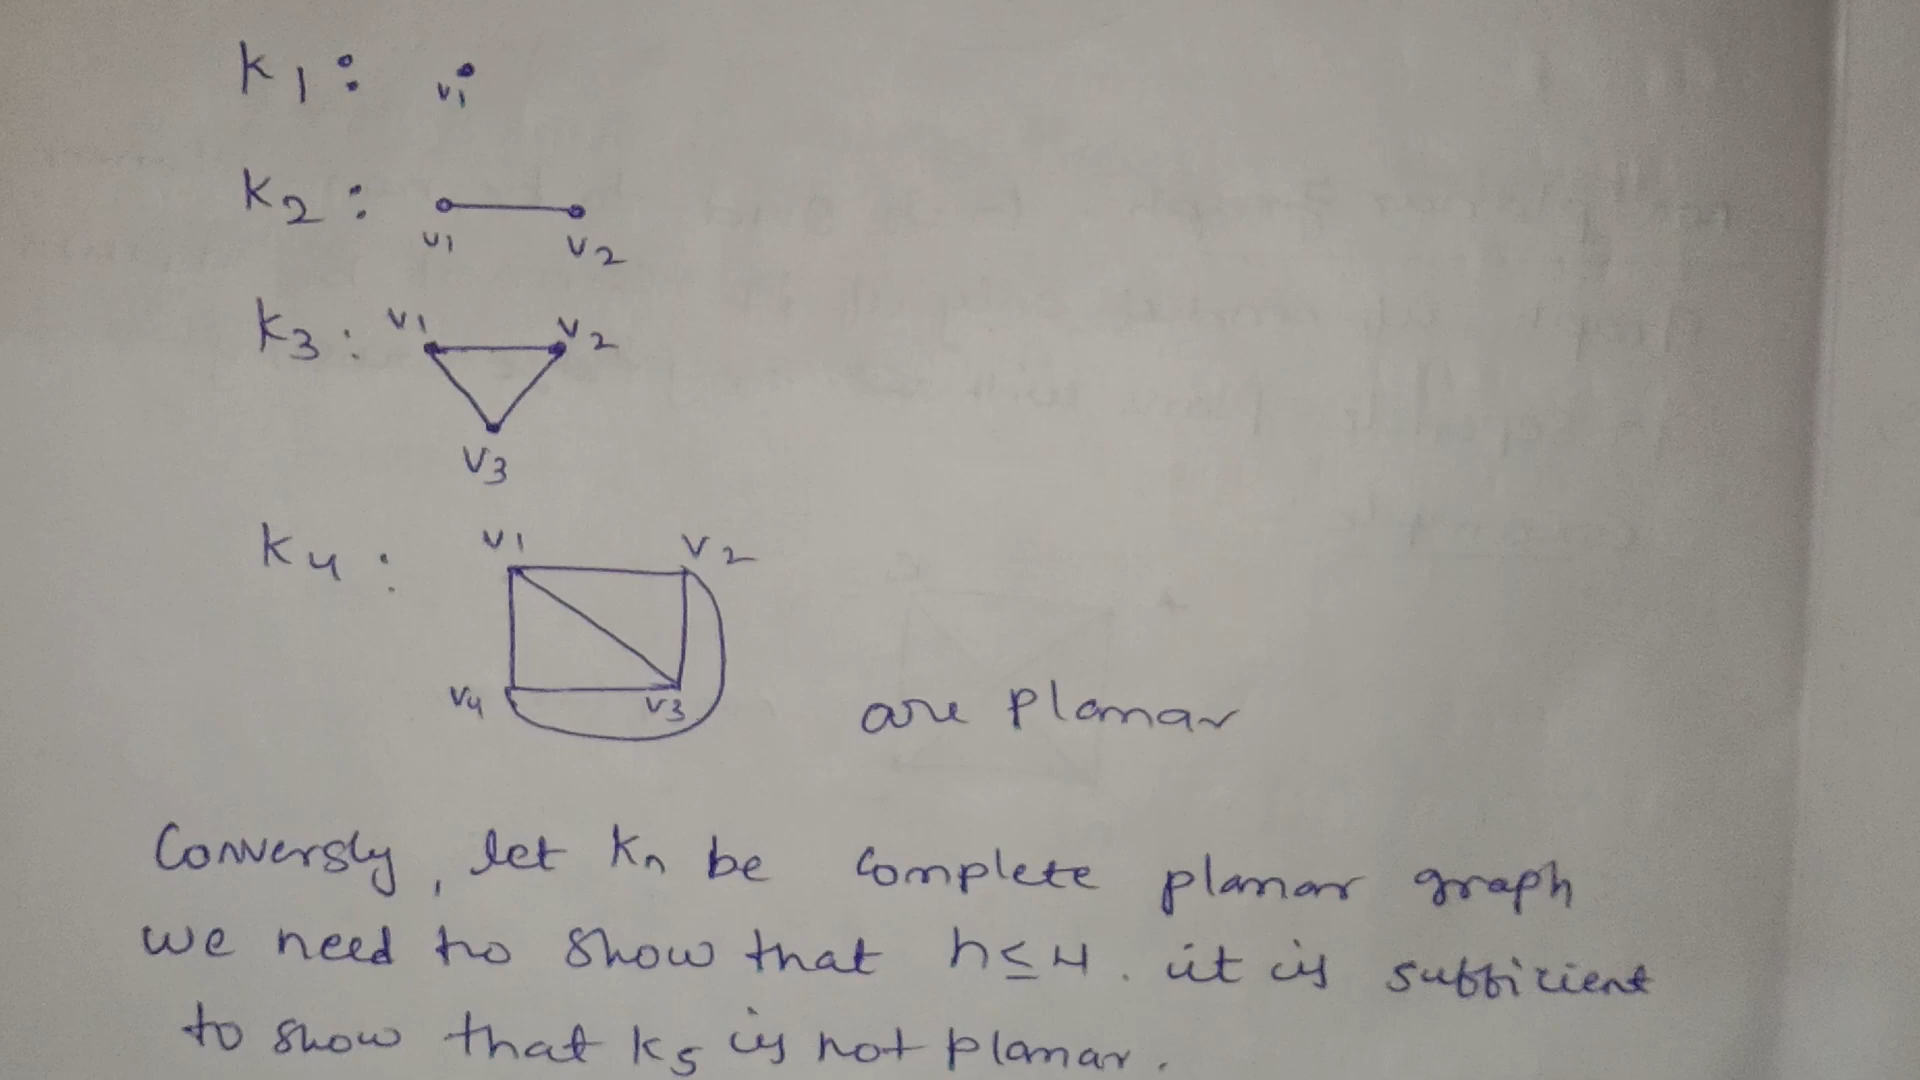 K1: v1
K2:
v1 v2
K3: v1 v2
v3
K4: v1 v2
v4 v3
are planar
Conversly, let Kn be complete planar graph
we need to show that n≤4. it is sufficient
to show that K5 is not planar.